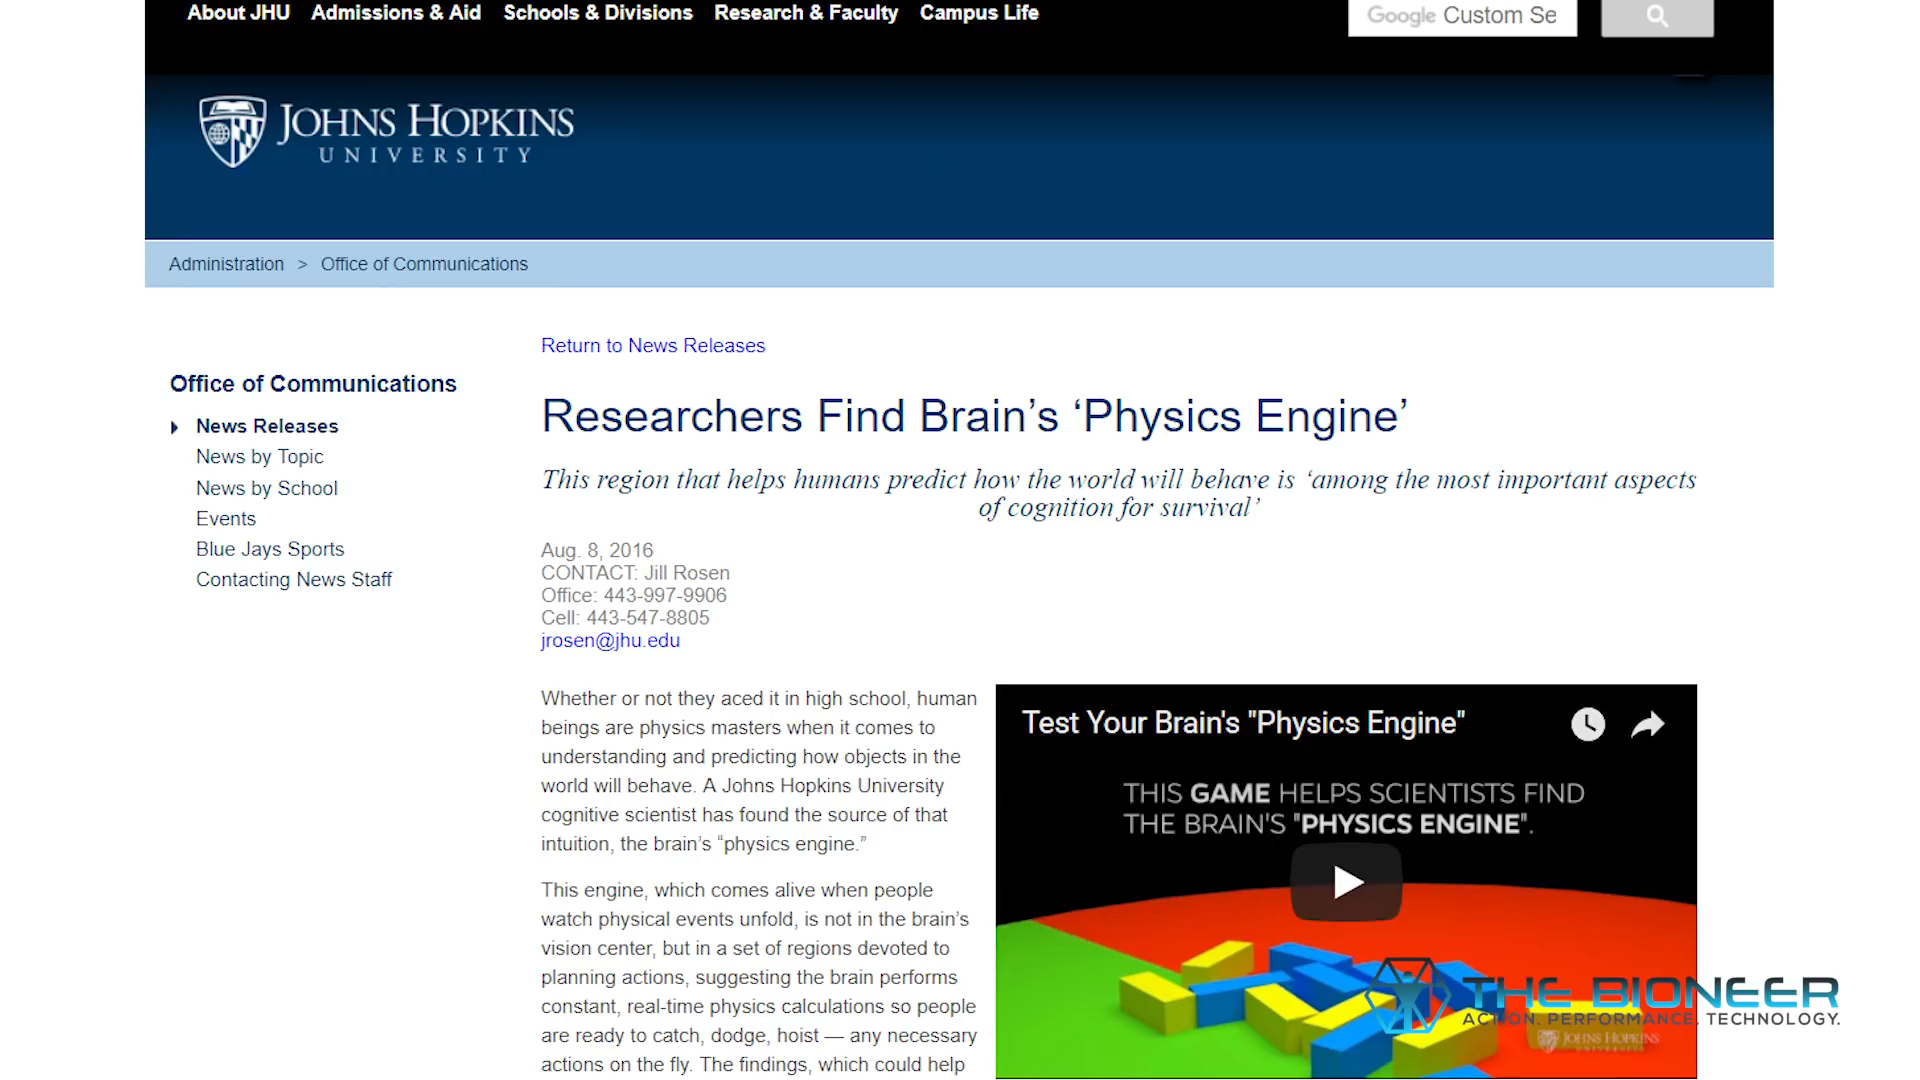 About JHU Admissions & Aid Schools & Divisions Research & Faculty Campus Life
Google Custom Se
JOHNS HOPKINS
UNIVERSITY
Administration > Office of Communications
Return to News Releases
Office of Communications
News Releases
News by Topic
News by School
Events
Blue Jays Sports
Contacting News Staff
Researchers Find Brain’s ‘Physics Engine’
This region that helps humans predict how the world will behave is ‘among the most important aspects
of cognition for survival’
Aug. 8, 2016
CONTACT: Jill Rosen
Office: 443-997-9906
Cell: 443-547-8805
jrosen@jhu.edu
Whether or not they aced it in high school, human
beings are physics masters when it comes to
understanding and predicting how objects in the
world will behave. A Johns Hopkins University
cognitive scientist has found the source of that
intuition, the brain’s “physics engine.”
This engine, which comes alive when people
watch physical events unfold, is not in the brain’s
vision center, but in a set of regions devoted to
planning actions, suggesting the brain performs
constant, real-time physics calculations so people
are ready to catch, dodge, hoist — any necessary
actions on the fly. The findings, which could help
Test Your Brain's "Physics Engine"
THIS GAME HELPS SCIENTISTS FIND
THE BRAIN'S "PHYSICS ENGINE".
THE BIONEER
ACTION. PERFORMANCE. TECHNOLOGY.
JOHNS HOPKINS
UNIVERSITY